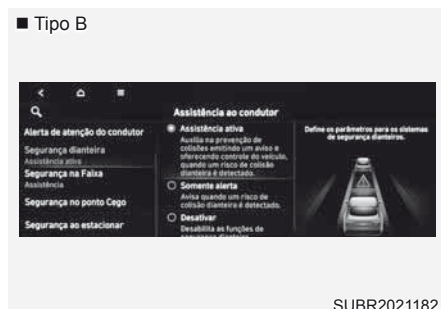 ■ Tipo B
Assistência ao condutor
Alerta de atenção do condutor
Segurança dianteira
Assistência ativa
Segurança na Faixa
Assistência
Segurança no ponto Cego
Segurança ao estacionar
Assistência ativa
Auxilia na prevenção de
colisões emitindo um aviso e
oferecendo controle do veículo,
quando um risco de colisão
dianteira é detectado.
Somente alerta
Avisa quando um risco de
colisão dianteira é detectado.
Desativar
Desabilita as funções de
segurança dianteira
Define os parâmetros para os sistemas
de segurança dianteiros.
SUBR2021182